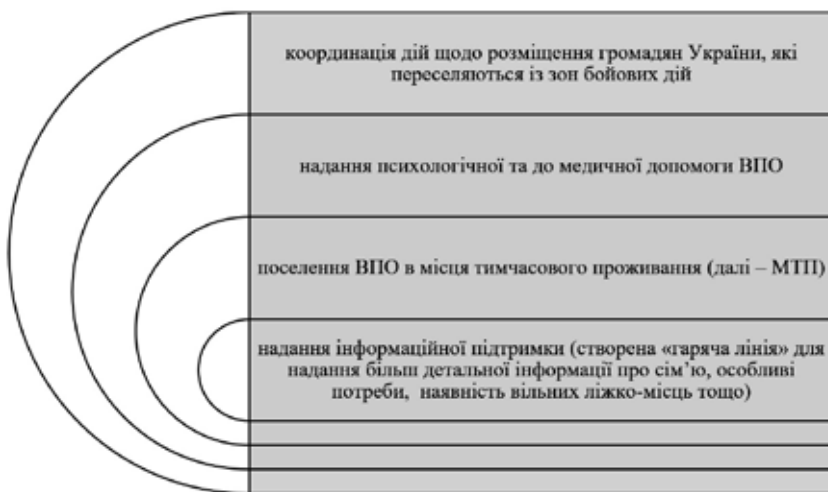 координація дій щодо розміщення громадян України, які
переселяються із зон бойових дій
надання психологічної та до медичної допомоги ВПО
поселення ВПО в місця тимчасового проживання (далі – МТП)
надання інформаційної підтримки (створена «гаряча лінія» для
надання більш детальної інформації про сім’ю, особливі
потреби, наявність вільних ліжко-місць тощо)